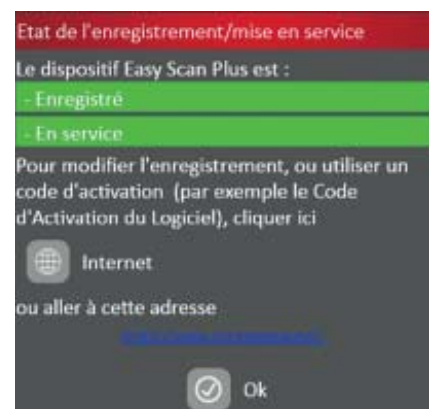 Etat de l'enregistrement/mise en service
Le dispositif Easy Scan Plus est :
- Enregistré
- En service
Pour modifier l'enregistrement, ou utiliser un
code d'activation (par exemple le Code
d'Activation du Logiciel), cliquer ici
Internet
ou aller à cette adresse
Ok